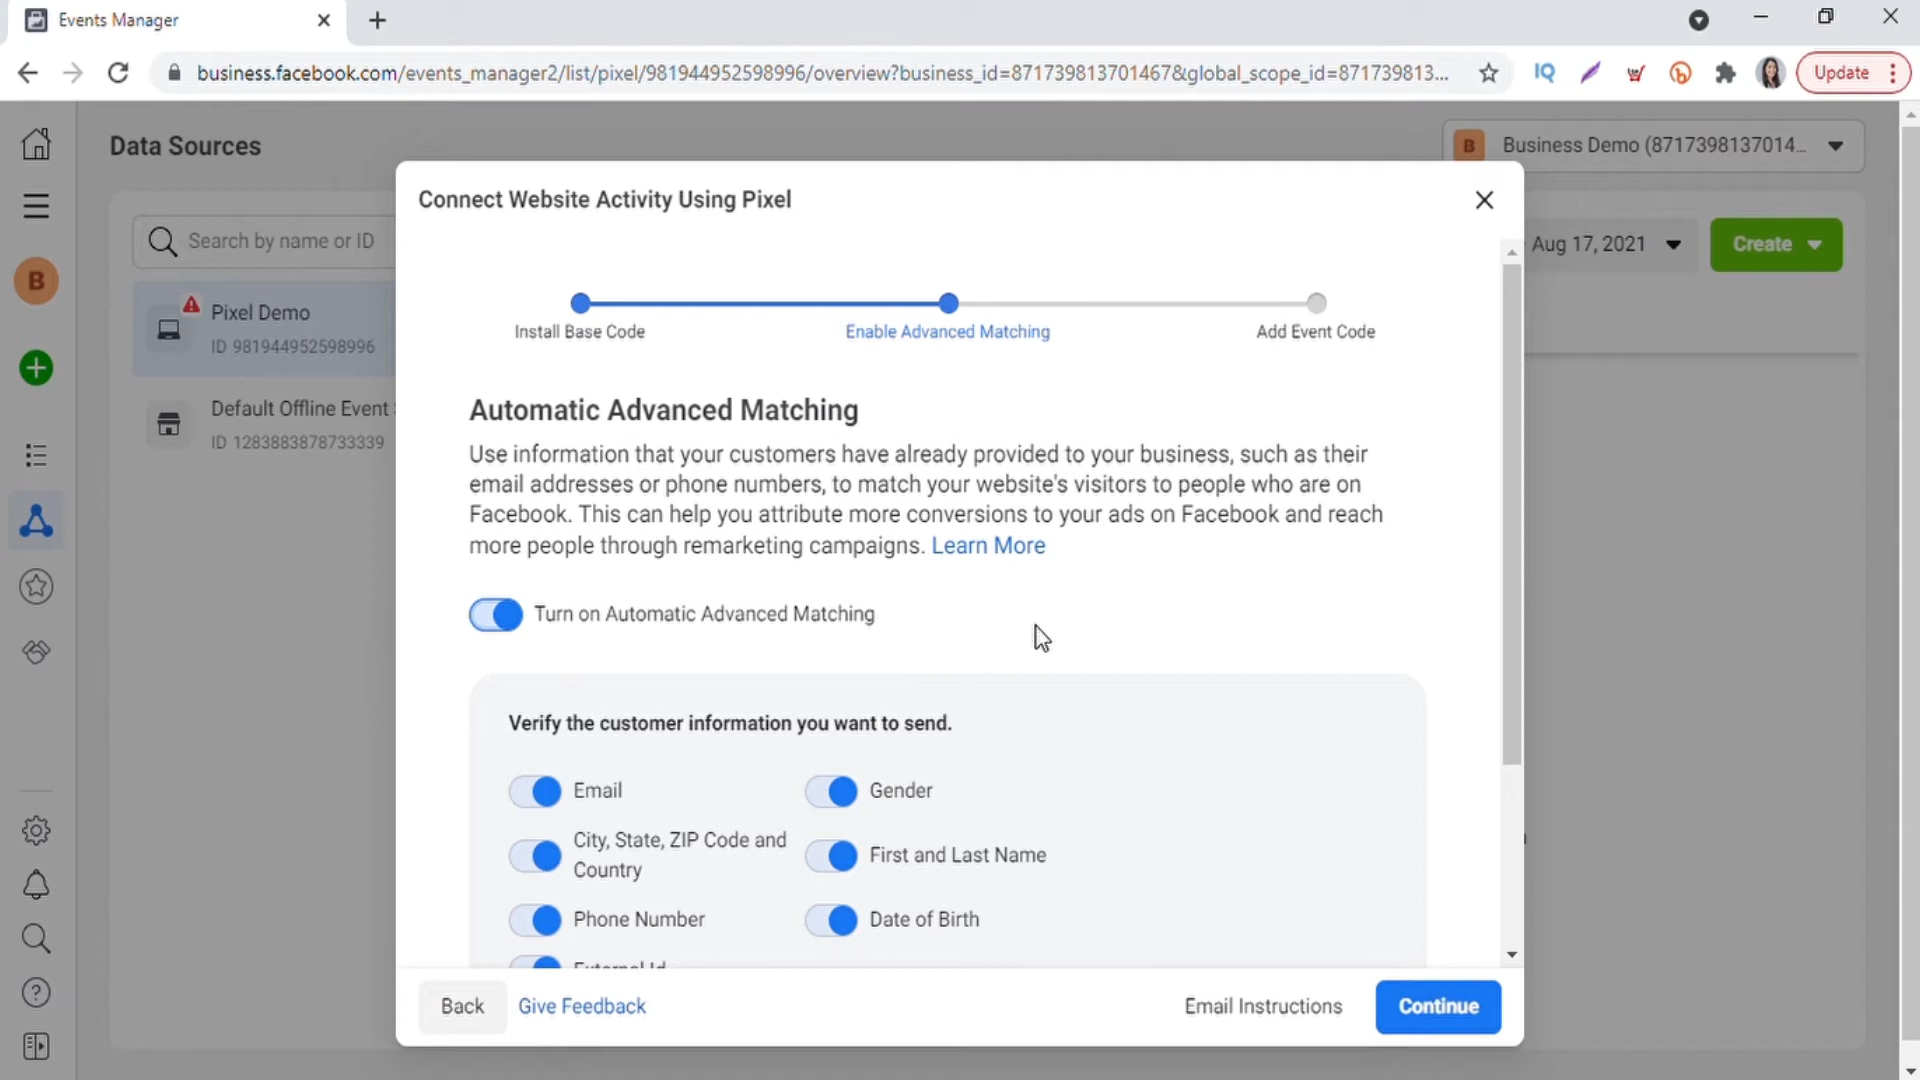 Events Manager
business.facebook.com/events_manager2/list/pixel/981944952598996/overview?business_id=871739813701467&global_scope_id=871739813...
Update
Data Sources
B
Business Demo (8717398137014...
Connect Website Activity Using Pixel
Search by name or ID
Aug 17, 2021
Create
B
Pixel Demo
ID 981944952598996
Install Base Code
Enable Advanced Matching
Add Event Code
Default Offline Event
ID 1283883878733339
Automatic Advanced Matching
Use information that your customers have already provided to your business, such as their
email addresses or phone numbers, to match your website's visitors to people who are on
Facebook. This can help you attribute more conversions to your ads on Facebook and reach
more people through remarketing campaigns. Learn More
Turn on Automatic Advanced Matching
Verify the customer information you want to send.
Email
Gender
City, State, ZIP Code and
Country
First and Last Name
Phone Number
Date of Birth
External Id
Back
Give Feedback
Email Instructions
Continue